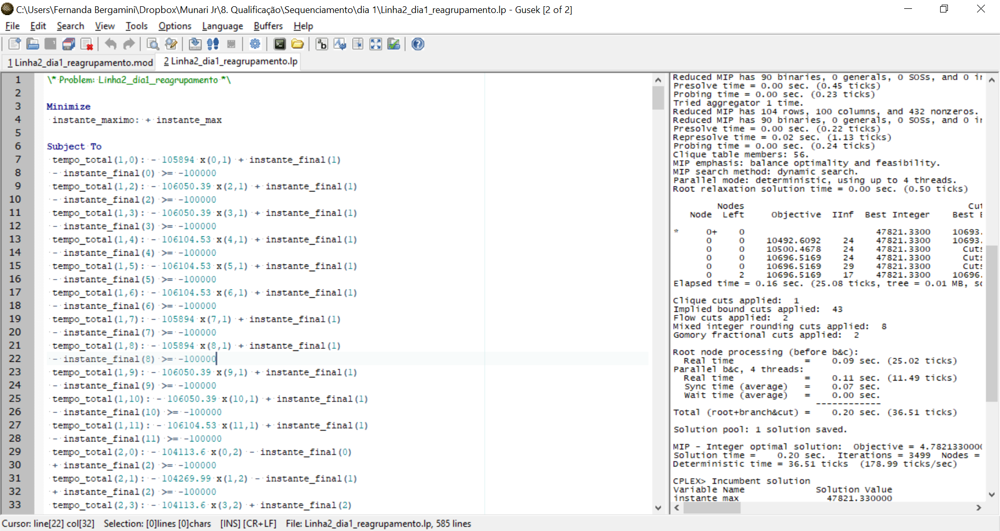 C:\Users\Fernanda Bergamini\Dropbox\Munari Jr\8. Qualificação\Sequenciamento\dia 1\Linha2_dia1_reagrupamento.lp - Gusek [2 of 2]
File Edit Search View Tools Options Language Buffers Help
1 Linha2_dia1_reagrupamento.mod 2 Linha2_dia1_reagrupamento.lp
1 \* Problem: Linha2_dia1_reagrupamento *\
2
3 Minimize
4 instante_maximo: + instante_max
5
6 Subject To
7 tempo_total(1,0): - 105894 x(0,1) + instante_final(1)
8 - instante_final(0) >= -100000
9 tempo_total(1,2): - 106050.39 x(2,1) + instante_final(1)
10 - instante_final(2) >= -100000
11 tempo_total(1,3): - 106050.39 x(3,1) + instante_final(1)
12 - instante_final(3) >= -100000
13 tempo_total(1,4): - 106104.53 x(4,1) + instante_final(1)
14 - instante_final(4) >= -100000
15 tempo_total(1,5): - 106104.53 x(5,1) + instante_final(1)
16 - instante_final(5) >= -100000
17 tempo_total(1,6): - 106104.53 x(6,1) + instante_final(1)
18 - instante_final(6) >= -100000
19 tempo_total(1,7): - 105894 x(7,1) + instante_final(1)
20 - instante_final(7) >= -100000
21 tempo_total(1,8): - 105894 x(8,1) + instante_final(1)
22 - instante_final(8) >= -100000
23 tempo_total(1,9): - 106050.39 x(9,1) + instante_final(1)
24 - instante_final(9) >= -100000
25 tempo_total(1,10): - 106050.39 x(10,1) + instante_final(1)
26 - instante_final(10) >= -100000
27 tempo_total(1,11): - 106104.53 x(11,1) + instante_final(1)
28 - instante_final(11) >= -100000
29 tempo_total(2,0): - 104113.6 x(0,2) - instante_final(0)
30 + instante_final(2) >= -100000
31 tempo_total(2,1): - 104269.99 x(1,2) - instante_final(1)
32 + instante_final(2) >= -100000
33 tempo_total(2,3): - 104113.6 x(3,2) + instante_final(2)
Reduced MIP has 90 binaries, 0 generals, 0 SOSs, and 0 i
Presolve time = 0.00 sec. (0.45 ticks)
Probing time = 0.00 sec. (0.23 ticks)
Tried aggregator 1 time.
Reduced MIP has 104 rows, 100 columns, and 432 nonzeros.
Reduced MIP has 90 binaries, 0 generals, 0 SOSs, and 0 i
Presolve time = 0.00 sec. (0.22 ticks)
Represolve time = 0.02 sec. (1.13 ticks)
Probing time = 0.00 sec. (0.24 ticks)
Clique table members: 56.
MIP emphasis: balance optimality and feasibility.
MIP search method: dynamic search.
Parallel mode: deterministic, using up to 4 threads.
Root relaxation solution time = 0.00 sec. (0.50 ticks)
Nodes Cut
Node Left Objective IInf Best Integer Best
* 0+ 0 47821.3300 10693.
0 0 10492.6092 24 47821.3300 10693.
0 0 10500.4678 24 47821.3300 Cuts
0 0 10696.5169 24 47821.3300 Cuts
0 0 10696.5169 29 47821.3300 Cuts
0 2 10696.5169 17 47821.3300 10696.
Elapsed time = 0.16 sec. (25.08 ticks, tree = 0.01 MB, so
Clique cuts applied: 1
Implied bound cuts applied: 43
Flow cuts applied: 2
Mixed integer rounding cuts applied: 8
Gomory fractional cuts applied: 2
Root node processing (before b&c):
Real time = 0.09 sec. (25.02 ticks)
Parallel b&c, 4 threads:
Real time = 0.11 sec. (11.49 ticks)
Sync time (average) = 0.07 sec.
Wait time (average) = 0.00 sec.
------------
Total (root+branch&cut) = 0.20 sec. (36.51 ticks)
Solution pool: 1 solution saved.
MIP - Integer optimal solution: Objective = 4.7821330000
Solution time = 0.20 sec. Iterations = 3499 Nodes =
Deterministic time = 36.51 ticks (178.99 ticks/sec)
CPLEX> Incumbent solution
Variable Name Solution Value
instante_max 47821.330000
Cursor: line[22] col[32] Selection: [0]lines [0]chars [INS] [CR+LF] File: Linha2_dia1_reagrupamento.lp, 585 lines